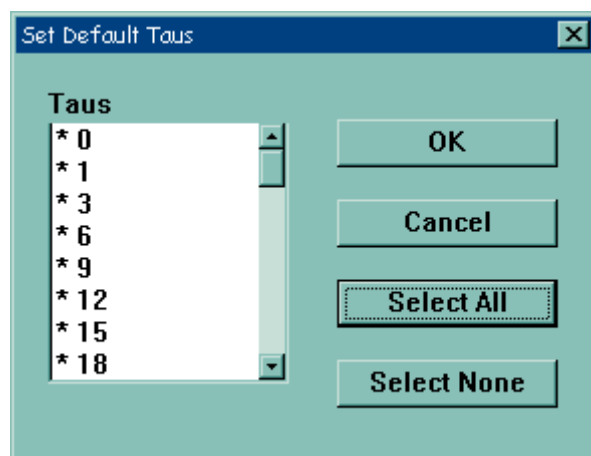 Set Default Taus
Taus
* 0
* 1
* 3
* 6
* 9
* 12
* 15
* 18
OK
Cancel
Select All
Select None